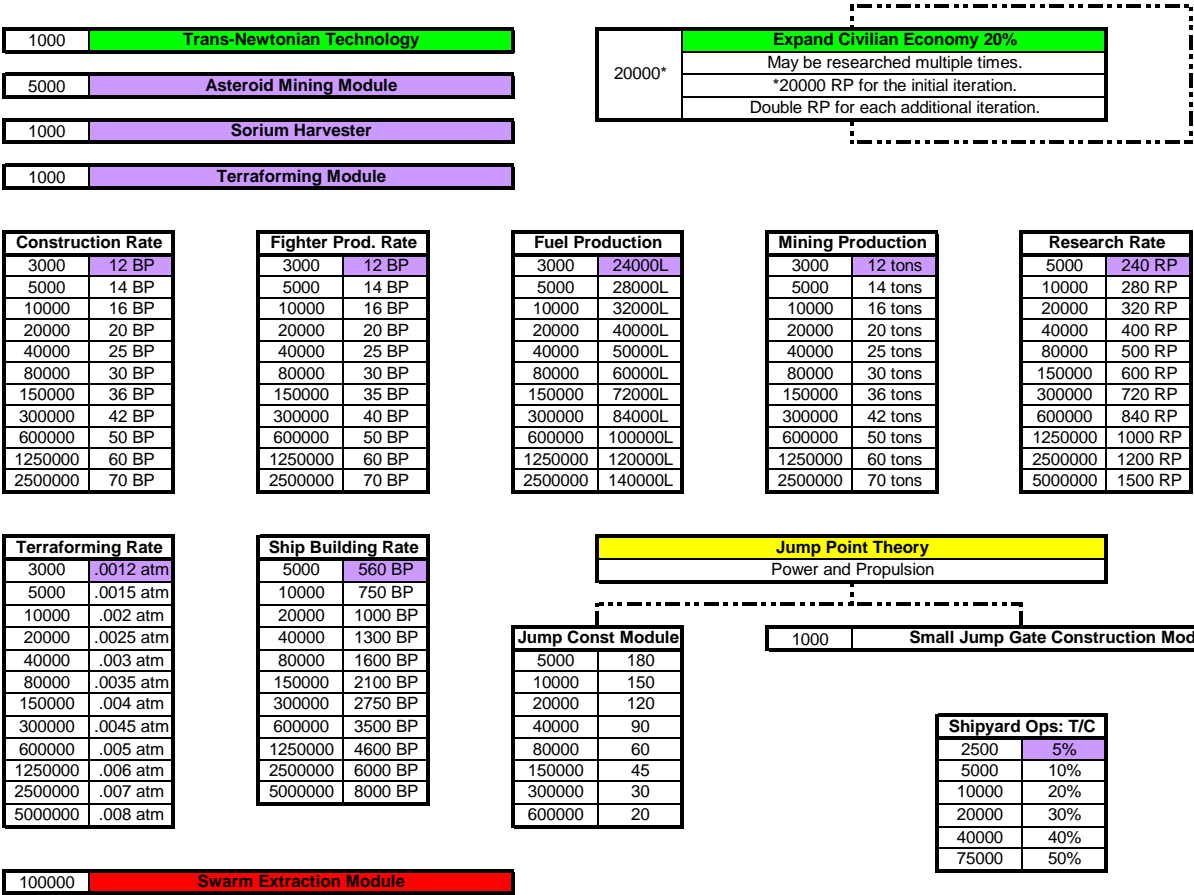 1000 Trans-Newtonian Technology
5000 Asteroid Mining Module
1000 Sorium Harvester
1000 Terraforming Module
20000* Expand Civilian Economy 20%
May be researched multiple times.
*20000 RP for the initial iteration.
Double RP for each additional iteration.
Construction Rate
3000 12 BP
5000 14 BP
10000 16 BP
20000 20 BP
40000 25 BP
80000 30 BP
150000 36 BP
300000 42 BP
600000 50 BP
1250000 60 BP
2500000 70 BP
Fighter Prod. Rate
3000 12 BP
5000 14 BP
10000 16 BP
20000 20 BP
40000 25 BP
80000 30 BP
150000 35 BP
300000 40 BP
600000 50 BP
1250000 60 BP
2500000 70 BP
Fuel Production
3000 24000L
5000 28000L
10000 32000L
20000 40000L
40000 50000L
80000 60000L
150000 72000L
300000 84000L
600000 100000L
1250000 120000L
2500000 140000L
Mining Production
3000 12 tons
5000 14 tons
10000 16 tons
20000 20 tons
40000 25 tons
80000 30 tons
150000 36 tons
300000 42 tons
600000 50 tons
1250000 60 tons
2500000 70 tons
Research Rate
5000 240 RP
10000 280 RP
20000 320 RP
40000 400 RP
80000 500 RP
150000 600 RP
300000 720 RP
600000 840 RP
1250000 1000 RP
2500000 1200 RP
5000000 1500 RP
Terraforming Rate
3000 .0012 atm
5000 .0015 atm
10000 .002 atm
20000 .0025 atm
40000 .003 atm
80000 .0035 atm
150000 .004 atm
300000 .0045 atm
600000 .005 atm
1250000 .006 atm
2500000 .007 atm
5000000 .008 atm
Ship Building Rate
5000 560 BP
10000 750 BP
20000 1000 BP
40000 1300 BP
80000 1600 BP
150000 2100 BP
300000 2750 BP
600000 3500 BP
1250000 4600 BP
2500000 6000 BP
5000000 8000 BP
Jump Point Theory
Power and Propulsion
Jump Const Module
5000 180
10000 150
20000 120
40000 90
80000 60
150000 45
300000 30
600000 20
1000 Small Jump Gate Construction Mod
Shipyard Ops: T/C
2500 5%
5000 10%
10000 20%
20000 30%
40000 40%
75000 50%
100000 Swarm Extraction Module